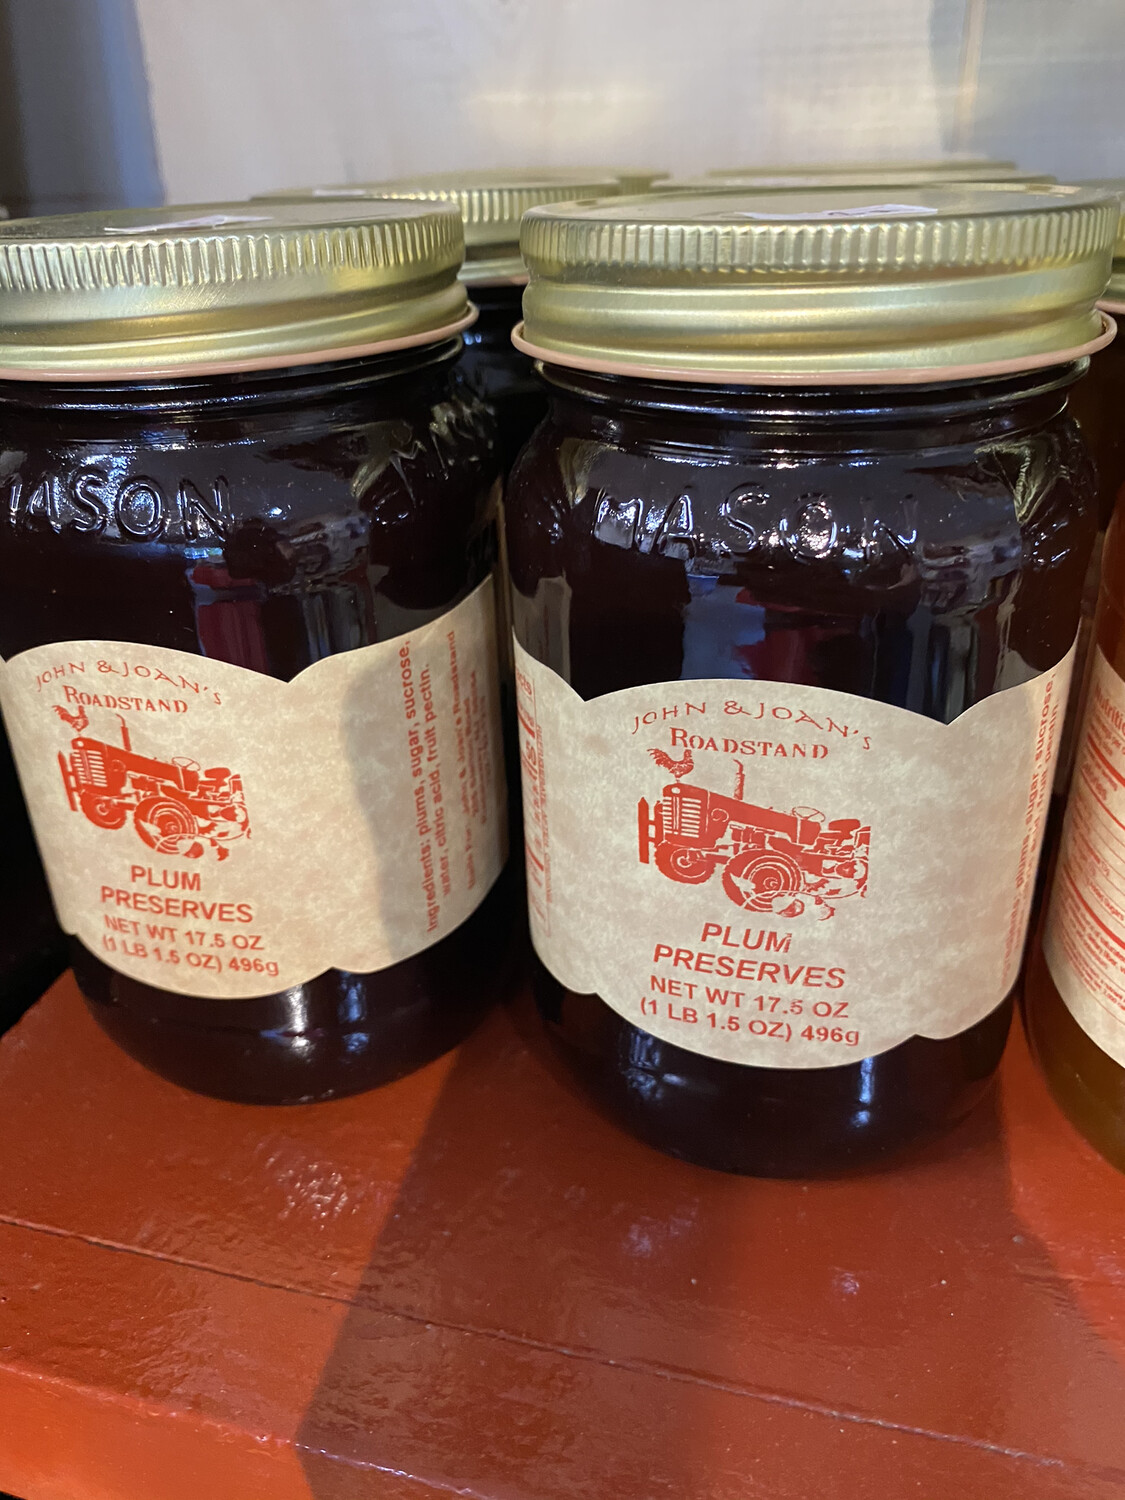 MASON
JOHN & JOAN'S
ROADSTAND
PLUM
PRESERVES
NET WT 17.5 OZ
(1 LB 1.5 OZ) 496g
Ingredients: plums, sugar, sucrose,
water, citric acid, fruit pectin.
MASON
JOHN & JOAN'S
ROADSTAND
PLUM
PRESERVES
NET WT 17.5 OZ
(1 LB 1.5 OZ) 496g